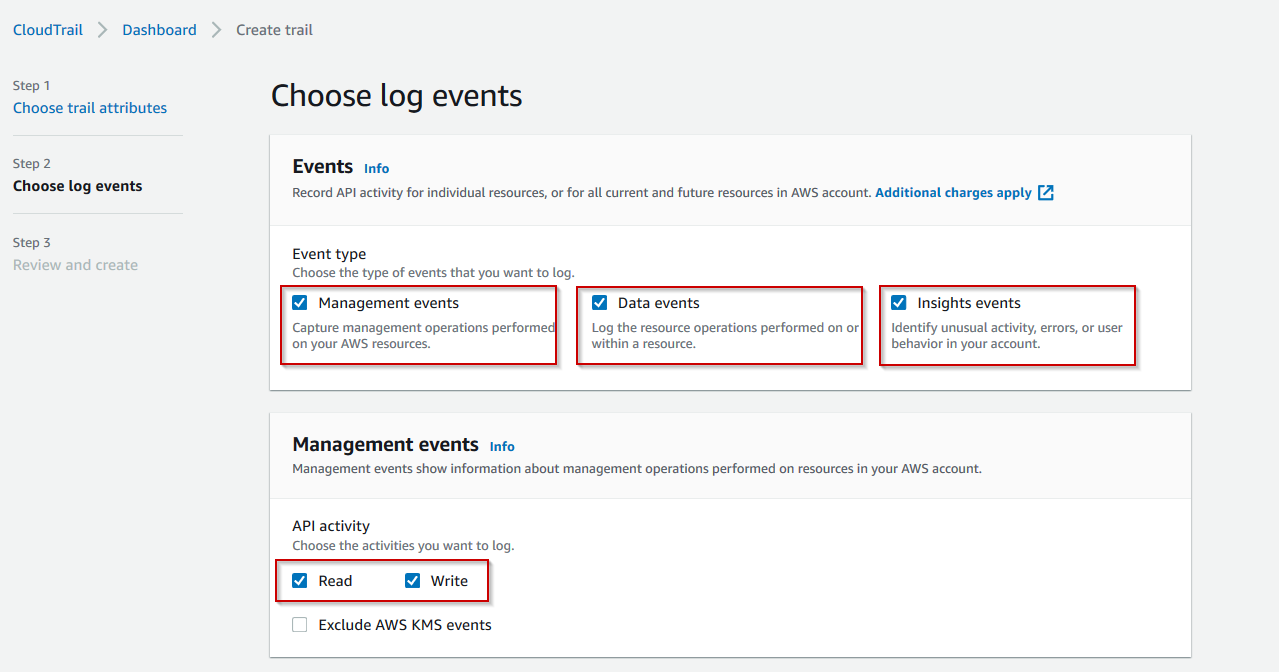 CloudTrail > Dashboard > Create trail
Step 1
Choose trail attributes
Step 2
Choose log events
Step 3
Review and create
Choose log events
Events Info
Record API activity for individual resources, or for all current and future resources in AWS account. Additional charges apply
Event type
Choose the type of events that you want to log.
Management events
Capture management operations performed
on your AWS resources.
Data events
Log the resource operations performed on or
within a resource.
Insights events
Identify unusual activity, errors, or user
behavior in your account.
Management events Info
Management events show information about management operations performed on resources in your AWS account.
API activity
Choose the activities you want to log.
Read Write
Exclude AWS KMS events